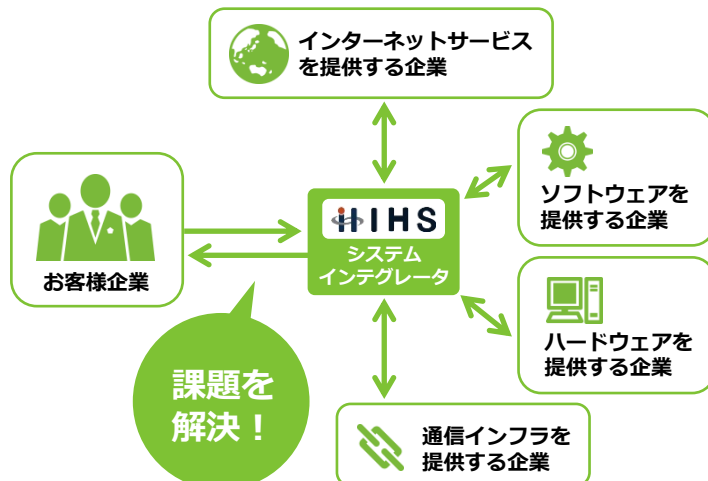 インターネットサービス
を提供する企業
ソフトウェアを
提供する企業
お客様企業
IHS
システム
インテグレータ
ハードウェアを
提供する企業
課題を
解決！
通信インフラを
提供する企業